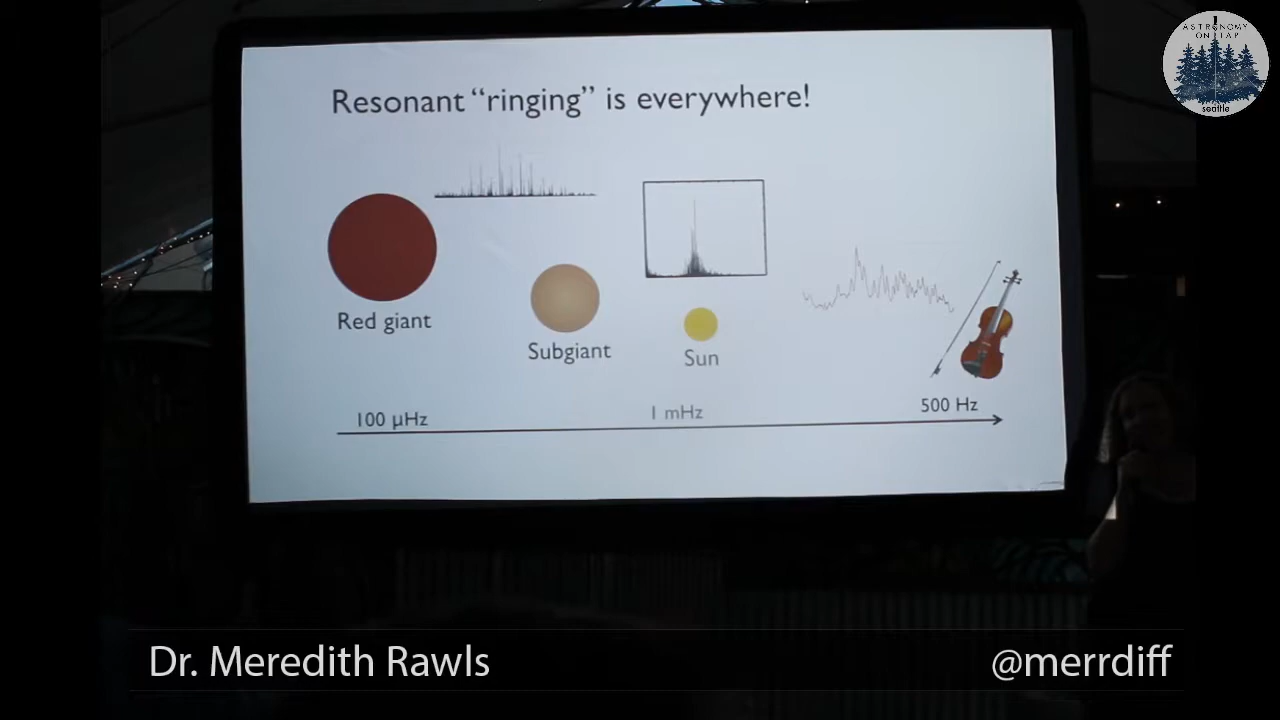 ASTRONOMY
ON TAP
seattle
Resonant “ringing” is everywhere!
Red giant
Subgiant
Sun
100 μHz
1 mHz
500 Hz
Dr. Meredith Rawls
@merrdiff